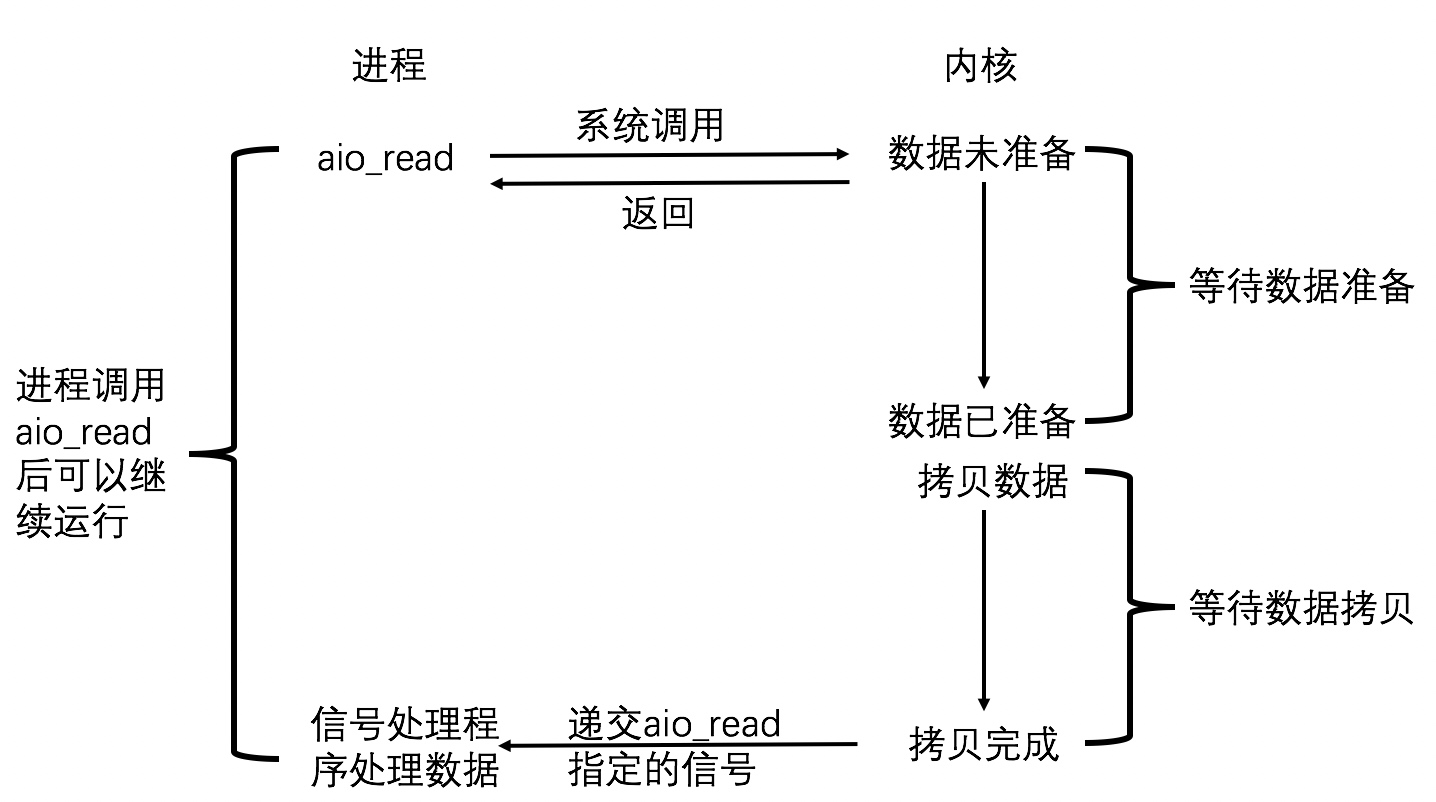 进程
内核
系统调用
aio_read
数据未准备
返回
等待数据准备
进程调用
aio_read
后可以继
续运行
数据已准备
拷贝数据
等待数据拷贝
信号处理程
序处理数据
递交aio_read
指定的信号
拷贝完成